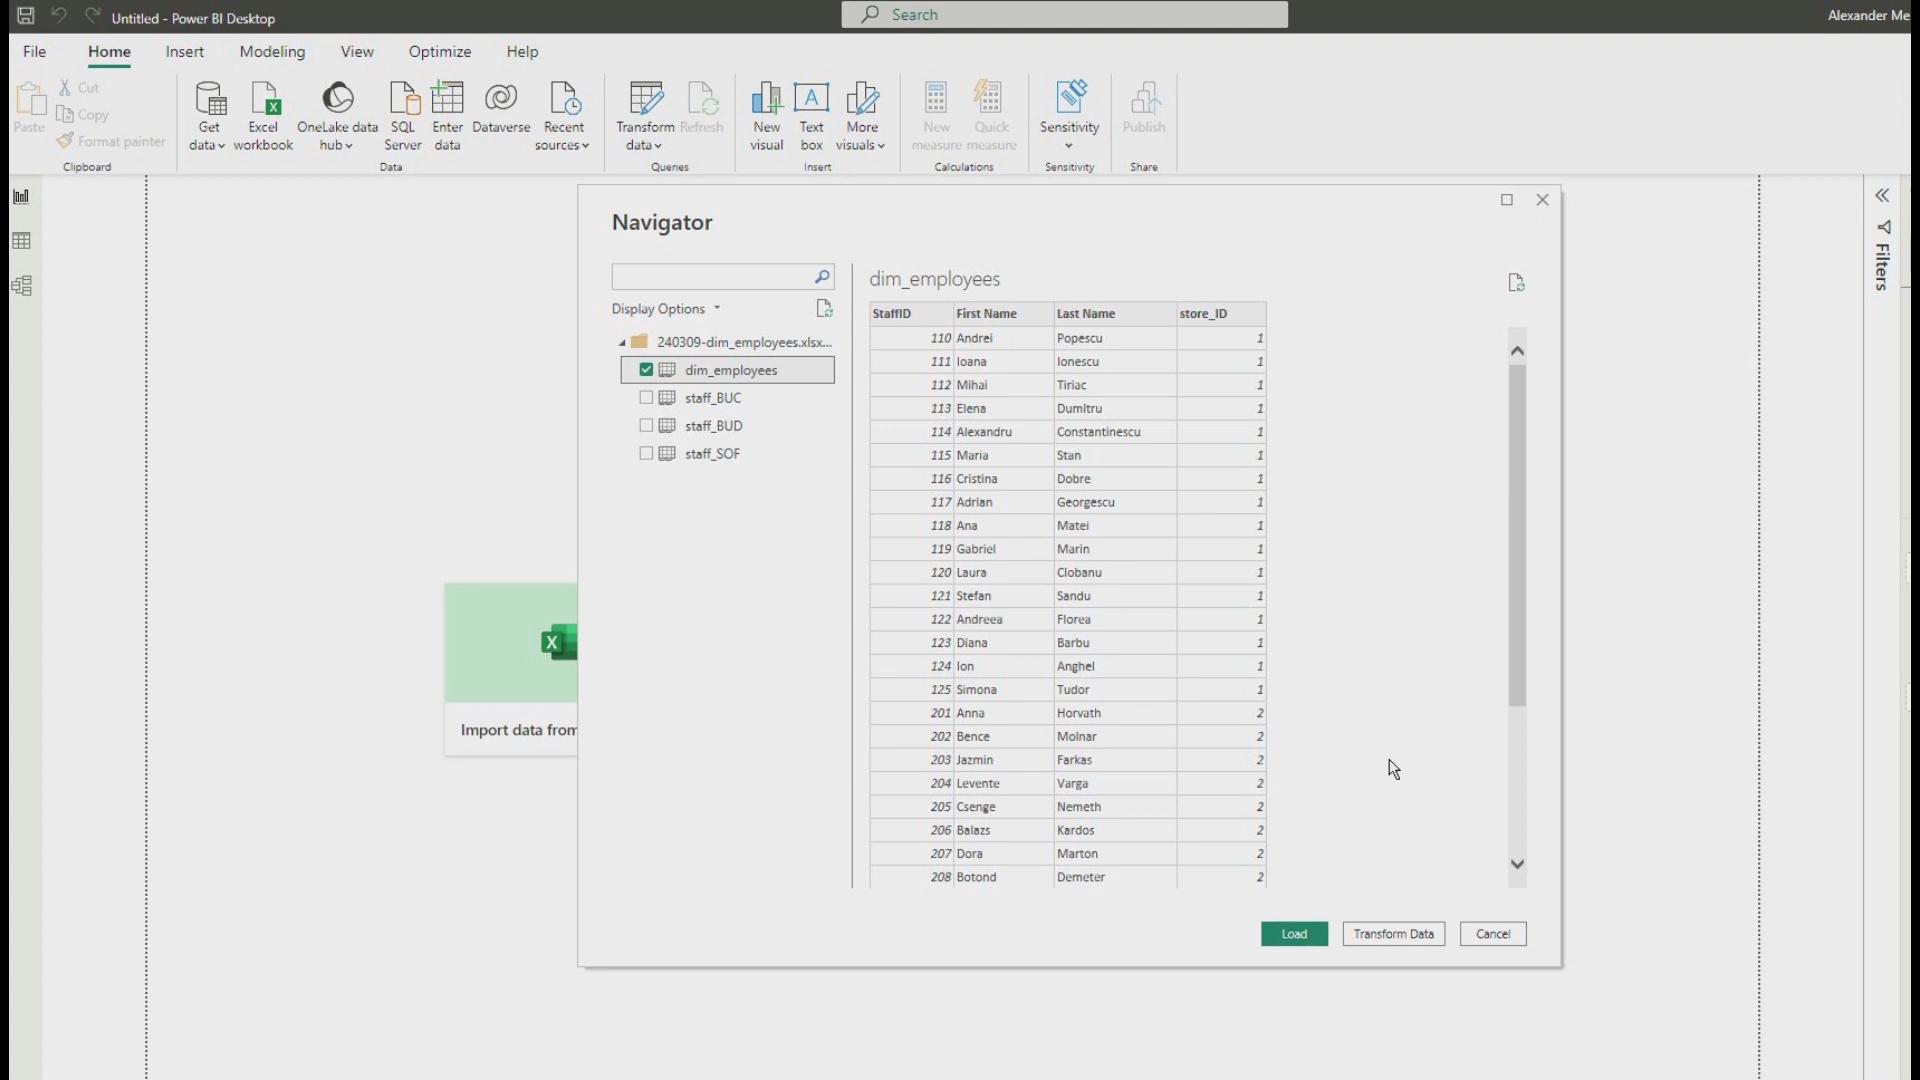 Untitled - Power BI Desktop
Search
Alexander Me
File Home Insert Modeling View Optimize Help
Paste
Cut
Copy
Format painter
Clipboard
Get data
Excel workbook
OneLake data hub
SQL Server
Enter data
Dataverse
Recent sources
Data
Transform data
Refresh
Queries
New visual
Text box
More visuals
Insert
New measure
Quick measure
Calculations
Sensitivity
Sensitivity
Publish
Share
Filters
Import data from
Navigator
Display Options
240309-dim_employees.xlsx...
dim_employees
staff_BUC
staff_BUD
staff_SOF
dim_employees
StaffID First Name Last Name store_ID
110 Andrei Popescu 1
111 Ioana Ionescu 1
112 Mihai Tiriac 1
113 Elena Dumitru 1
114 Alexandru Constantinescu 1
115 Maria Stan 1
116 Cristina Dobre 1
117 Adrian Georgescu 1
118 Ana Matei 1
119 Gabriel Marin 1
120 Laura Ciobanu 1
121 Stefan Sandu 1
122 Andreea Florea 1
123 Diana Barbu 1
124 Ion Anghel 1
125 Simona Tudor 1
201 Anna Horvath 2
202 Bence Molnar 2
203 Jazmin Farkas 2
204 Levente Varga 2
205 Csenge Nemeth 2
206 Balazs Kardos 2
207 Dora Marton 2
208 Botond Demeter 2
Load
Transform Data
Cancel